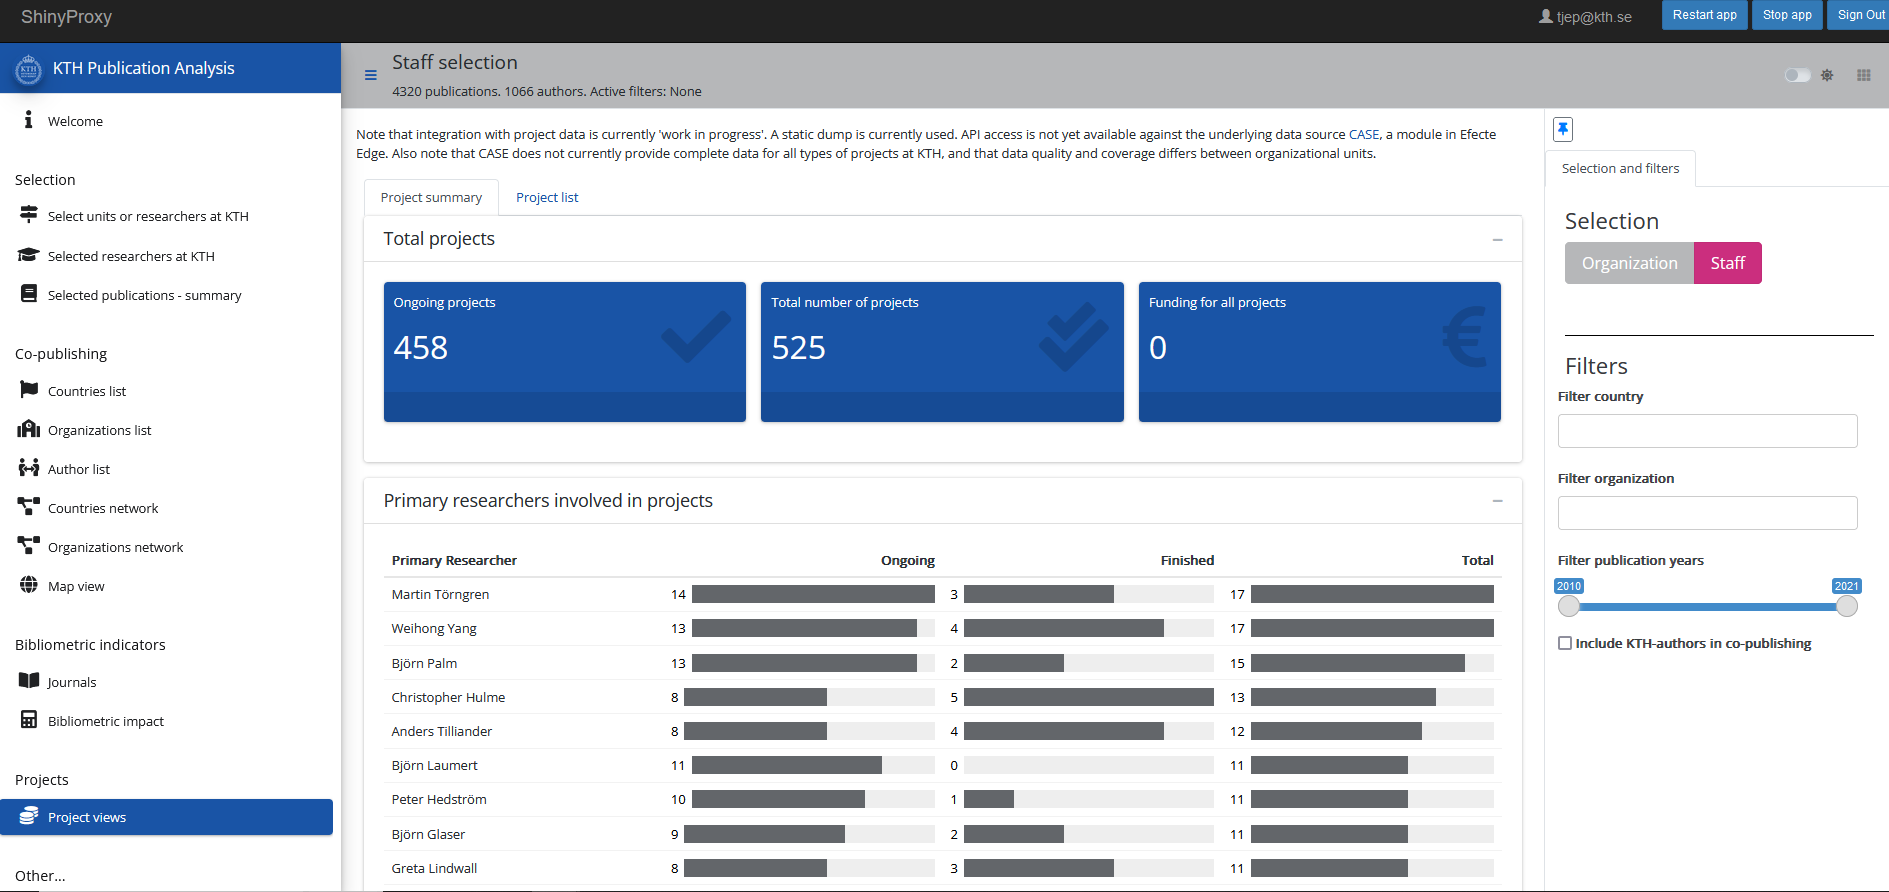 ShinyProxy
tjep@kth.se
Restart app
Stop app
Sign Out
KTH Publication Analysis
Staff selection
4320 publications. 1066 authors. Active filters: None
Welcome
Selection
Select units or researchers at KTH
Selected researchers at KTH
Selected publications - summary
Co-publishing
Countries list
Organizations list
Author list
Countries network
Organizations network
Map view
Bibliometric indicators
Journals
Bibliometric impact
Projects
Project views
Other...
Note that integration with project data is currently 'work in progress'. A static dump is currently used. API access is not yet available against the underlying data source CASE, a module in Efecte
Edge. Also note that CASE does not currently provide complete data for all types of projects at KTH, and that data quality and coverage differs between organizational units.
Project summary
Project list
Total projects
Ongoing projects
458
Total number of projects
525
Funding for all projects
0
Primary researchers involved in projects
Primary Researcher Ongoing Finished Total
Martin Törngren 14 3 17
Weihong Yang 13 4 17
Björn Palm 13 2 15
Christopher Hulme 8 5 13
Anders Tilliander 8 4 12
Björn Laumert 11 0 11
Peter Hedström 10 1 11
Björn Glaser 9 2 11
Greta Lindwall 8 3 11
Selection and filters
Selection
Organization
Staff
Filters
Filter country
Filter organization
Filter publication years
2010
2021
Include KTH-authors in co-publishing